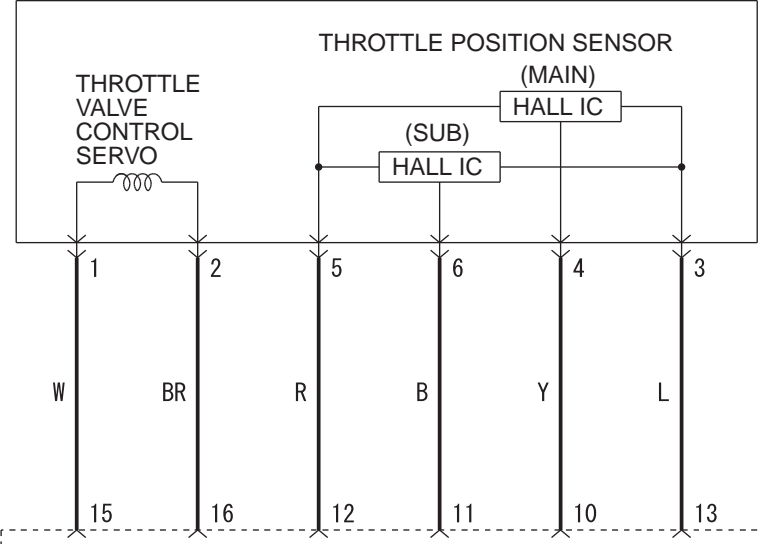 THROTTLE POSITION SENSOR
(MAIN)
HALL IC
THROTTLE
VALVE
CONTROL
SERVO
(SUB)
HALL IC
1 2 5 6 4 3
W BR R B Y L
15 16 12 11 10 13